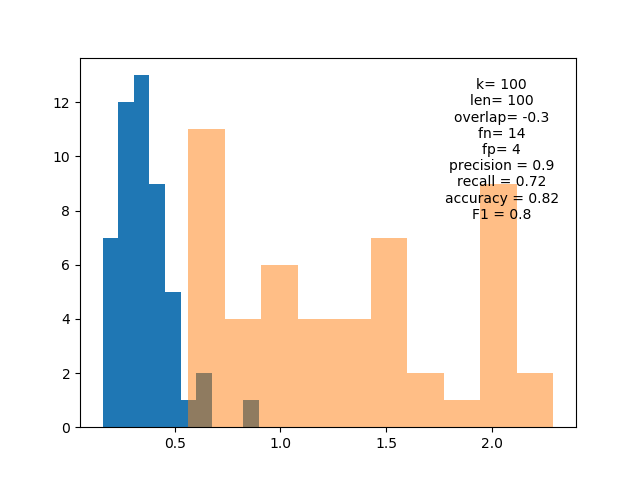 k= 100
len= 100
overlap= -0.3
fn= 14
fp= 4
precision = 0.9
recall = 0.72
accuracy = 0.82
F1 = 0.8
12
10
8
6
4
2
0
0.5 1.0 1.5 2.0